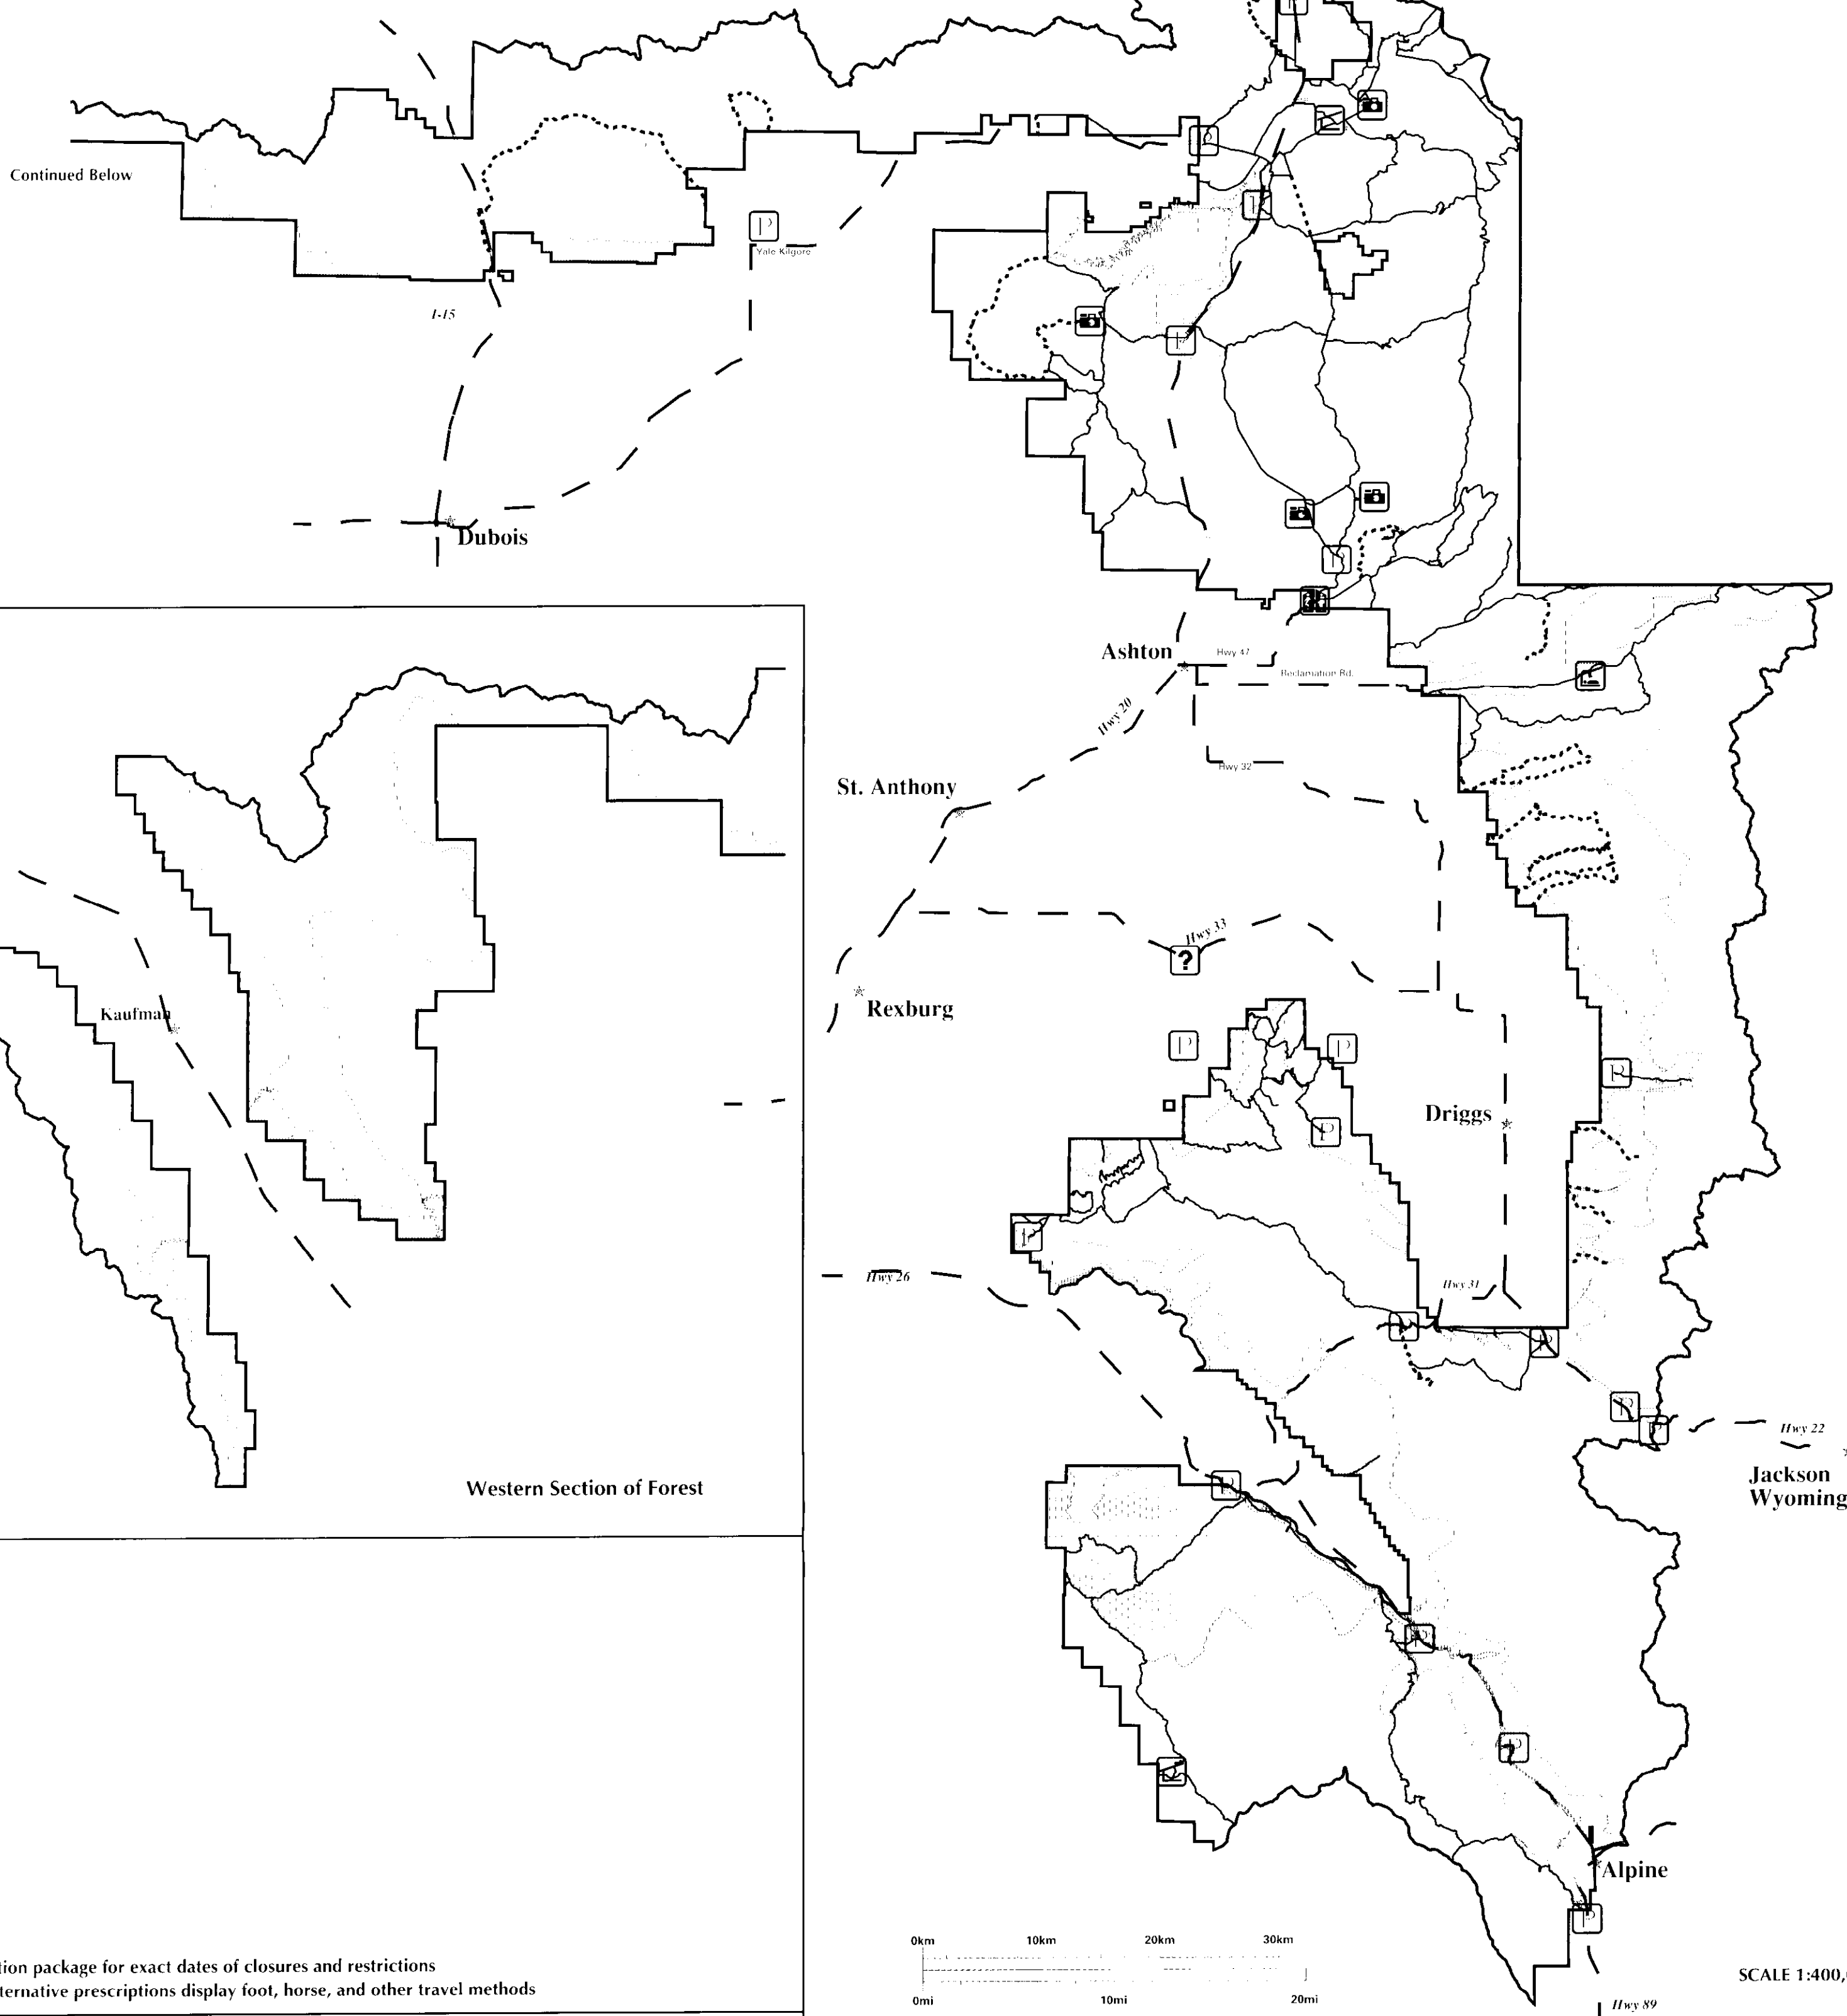 Continued Below
P
Yale Kilgore
I-15
Dubois
Ashton
Hwy 47
Reclamation Rd.
Hwy 20
Hwy 32
St. Anthony
Hwy 33
?
Kaufman
Rexburg
P
P
P
Driggs
P
Hwy 26
Hwy 31
Hwy 22
Jackson
Wyoming
Western Section of Forest
Alpine
0km 10km 20km 30km
tion package for exact dates of closures and restrictions
ternative prescriptions display foot, horse, and other travel methods
SCALE 1:400,
0mi 10mi 20mi
Hwy 89